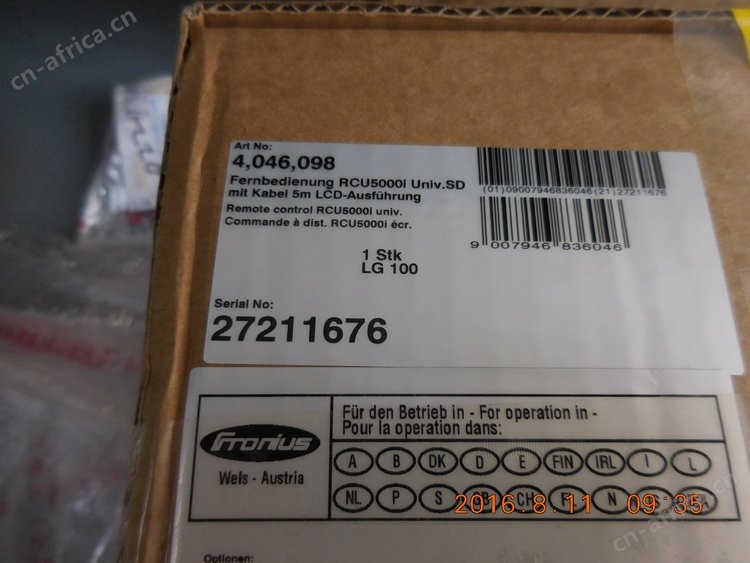 cn-africa.cn
Art No:
4,046,098
Fernbedienung RCU5000i Univ.SD
mit Kabel 5m LCD-Ausführung
Remote control RCU5000i univ.
Commande à dist. RCU5000i écr.
(01)09007946836046(21)27211676
9 007946 836046
1 Stk
LG 100
Serial No:
27211676
Fronius
Wels - Austria
Für den Betrieb in - For operation in -
Pour la operation dans:
A B DK D E FIN IRL I L
NL P S CH N
2016.8.11 09:35
cn-africa.cn
Optionen: